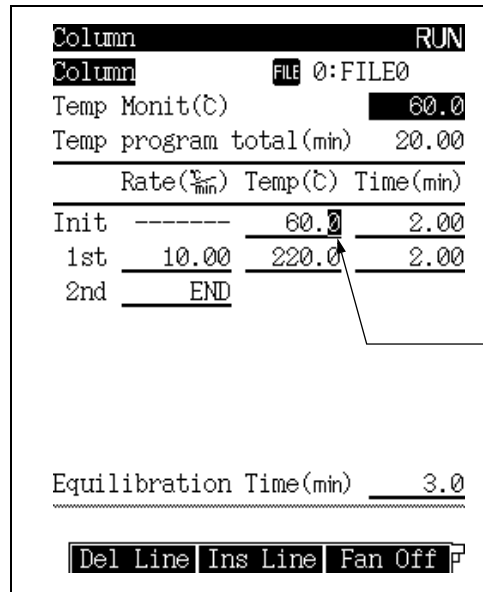 Column RUN
Column FILE 0:FILE0
Temp Monit(℃) 60.0
Temp program total(min) 20.00
Rate(℃/min) Temp(℃) Time(min)
Init ------- 60.0 2.00
1st 10.00 220.0 2.00
2nd END
Equilibration Time(min) 3.0
Del Line Ins Line Fan Off P